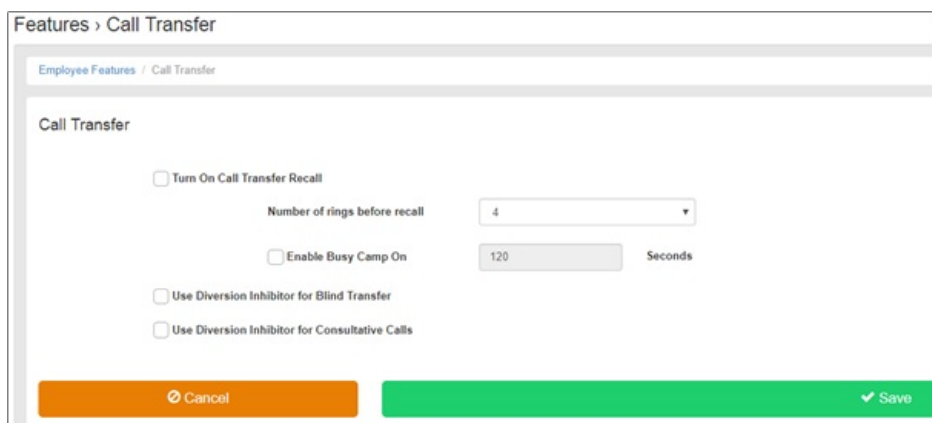 Features › Call Transfer
Employee Features / Call Transfer
Call Transfer
Turn On Call Transfer Recall
Number of rings before recall 4
Enable Busy Camp On 120 Seconds
Use Diversion Inhibitor for Blind Transfer
Use Diversion Inhibitor for Consultative Calls
Cancel Save